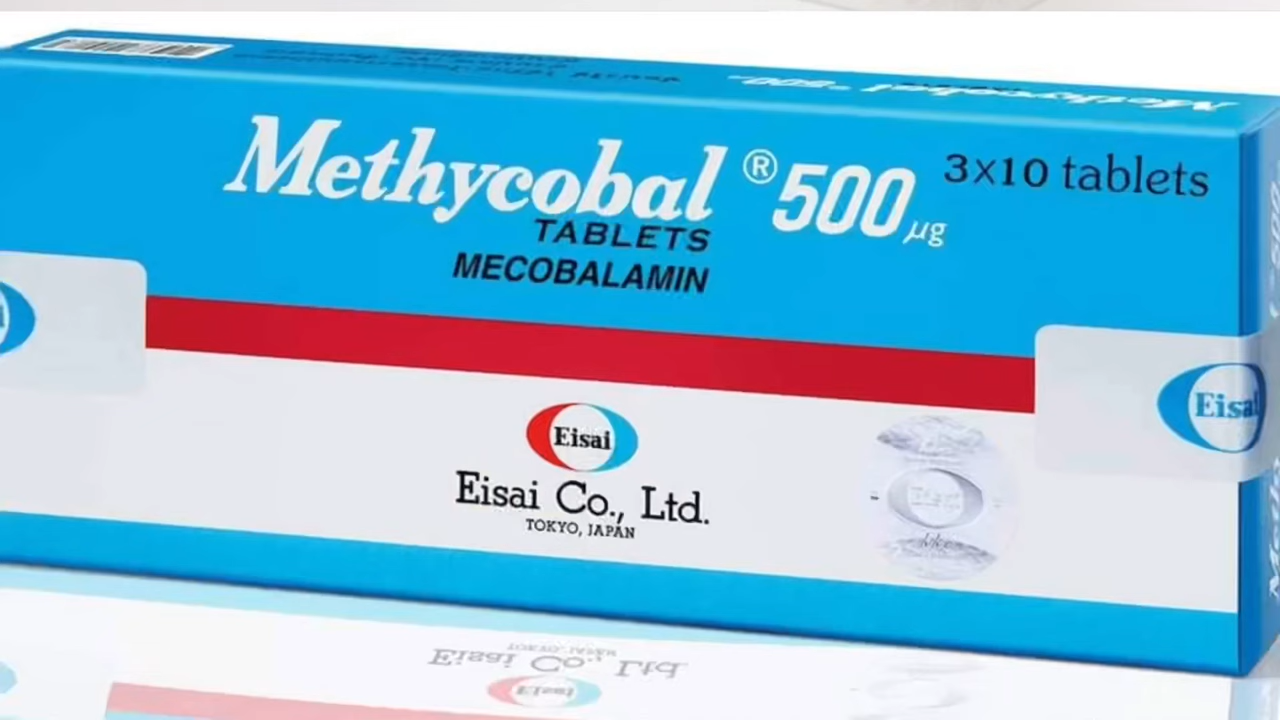 Methycobal ® 500 µg
3x10 tablets
TABLETS
MECOBALAMIN
Eisai
Eisai
Eisai Co., Ltd.
TOKYO, JAPAN